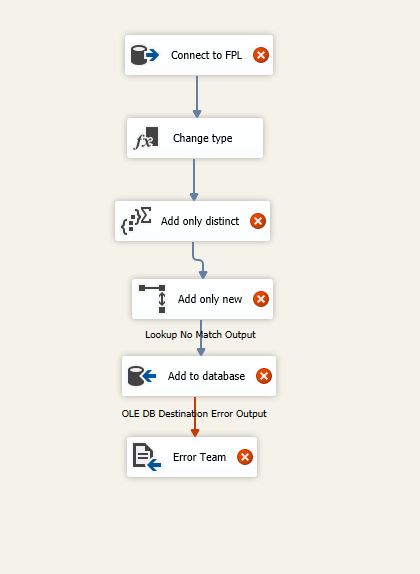 Connect to FPL
Change type
Add only distinct
Add only new
Lookup No Match Output
Add to database
OLE DB Destination Error Output
Error Team